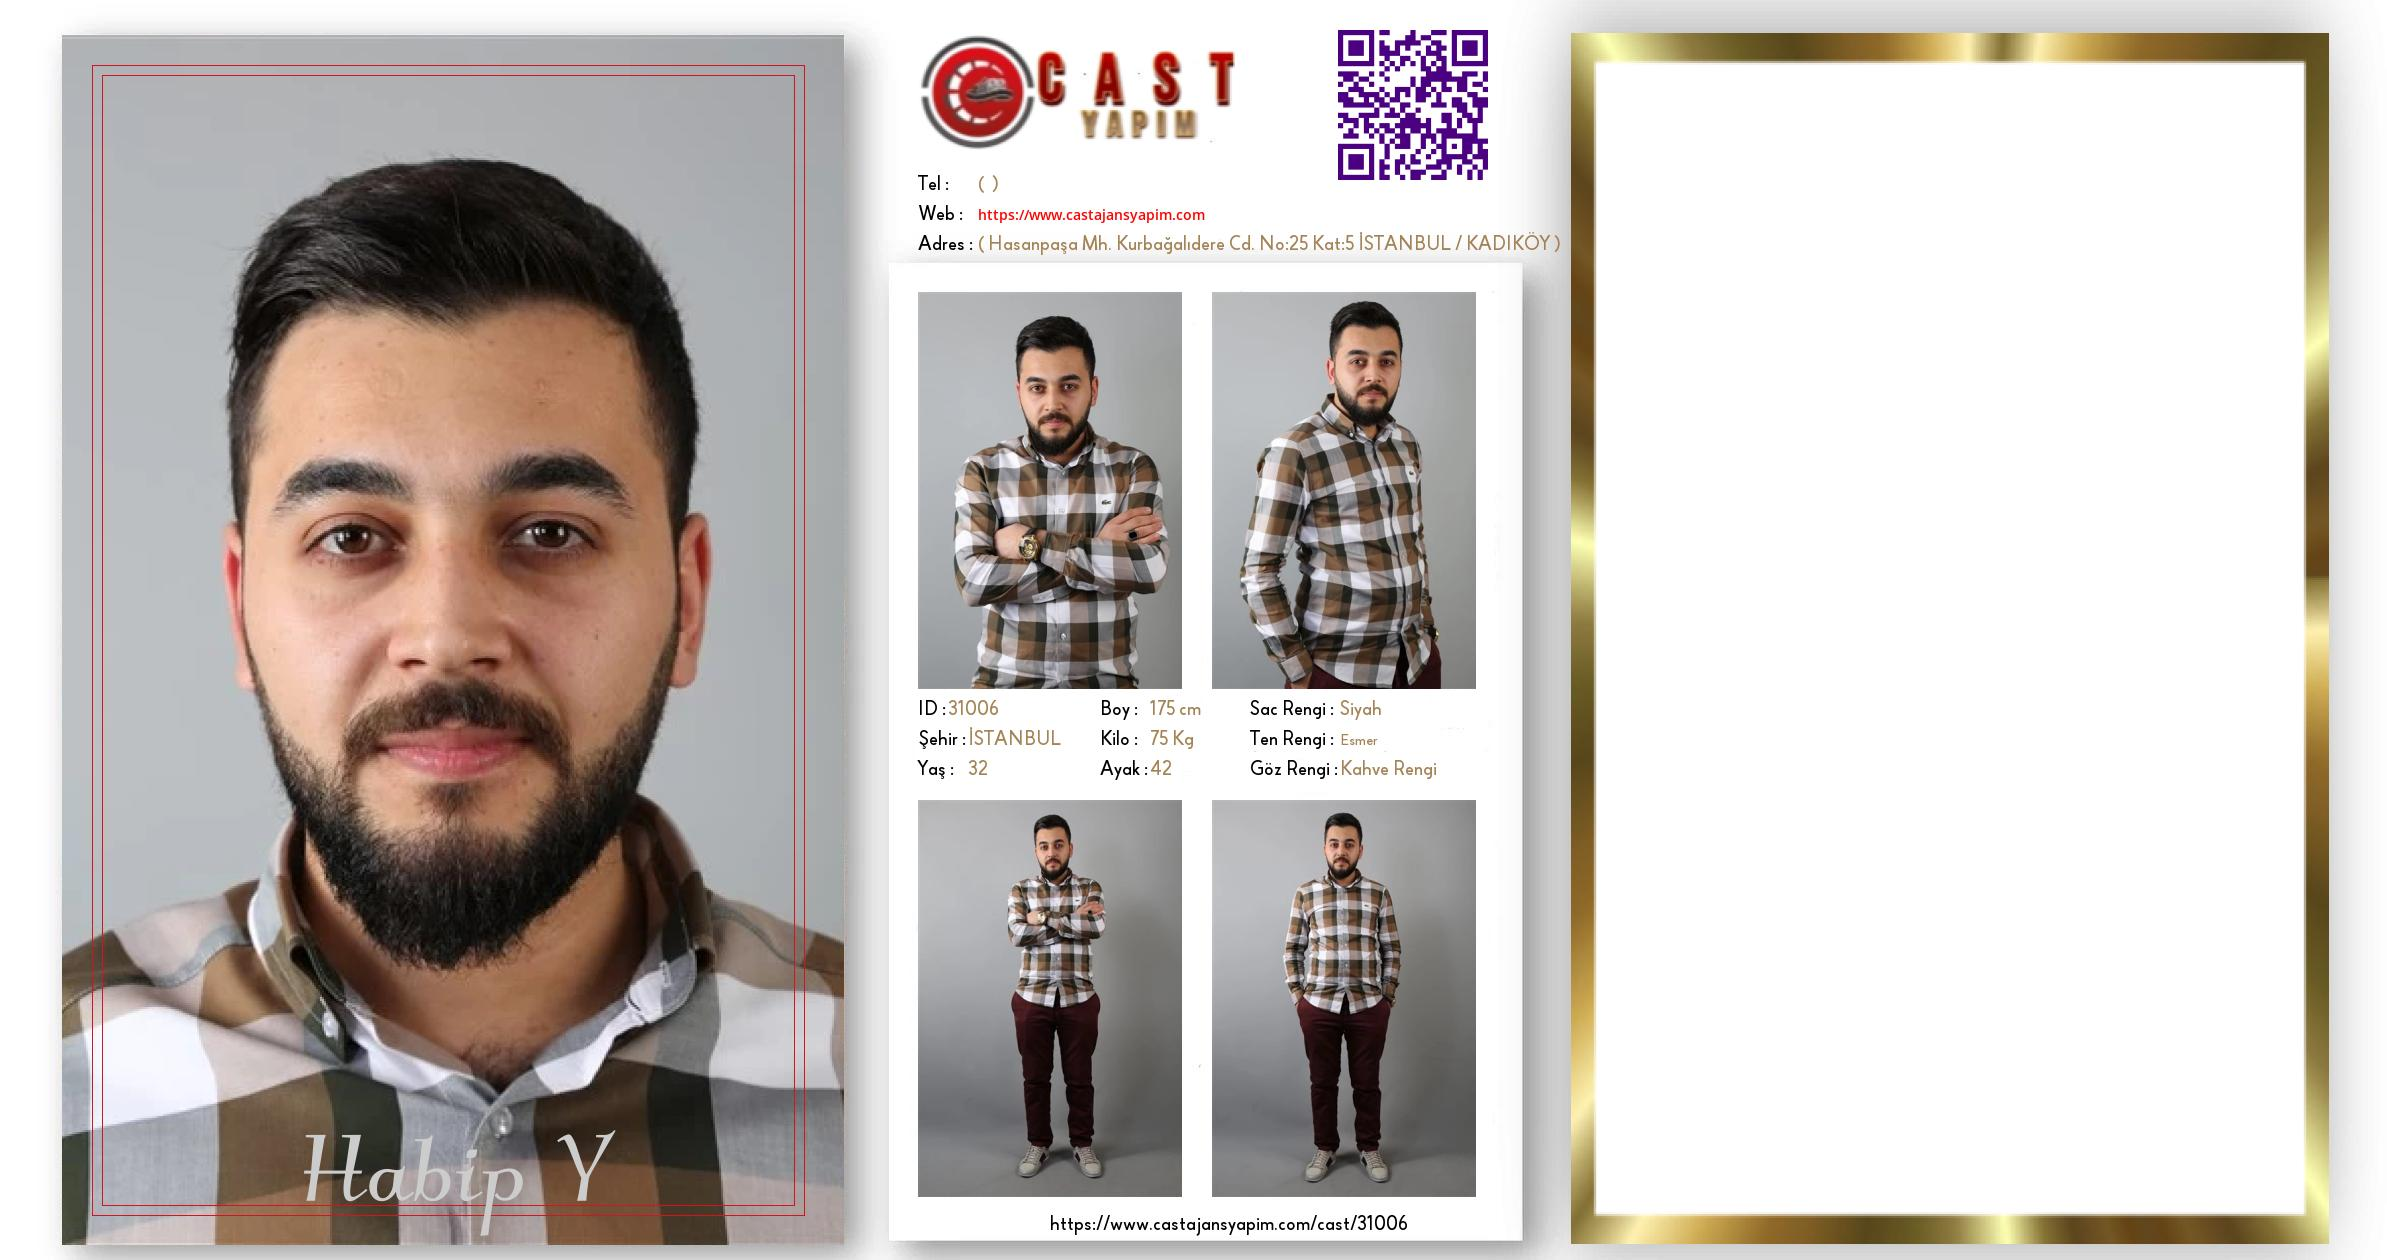 Habip Y
CAST
YAPIM
Tel : ( )
Web : https://www.castajansyapim.com
Adres : ( Hasanpaşa Mh. Kurbağalıdere Cd. No:25 Kat:5 İSTANBUL / KADIKÖY )
ID : 31006 Boy : 175 cm Sac Rengi : Siyah
Şehir : İSTANBUL Kilo : 75 Kg Ten Rengi : Esmer
Yaş : 32 Ayak : 42 Göz Rengi : Kahve Rengi
https://www.castajansyapim.com/cast/31006